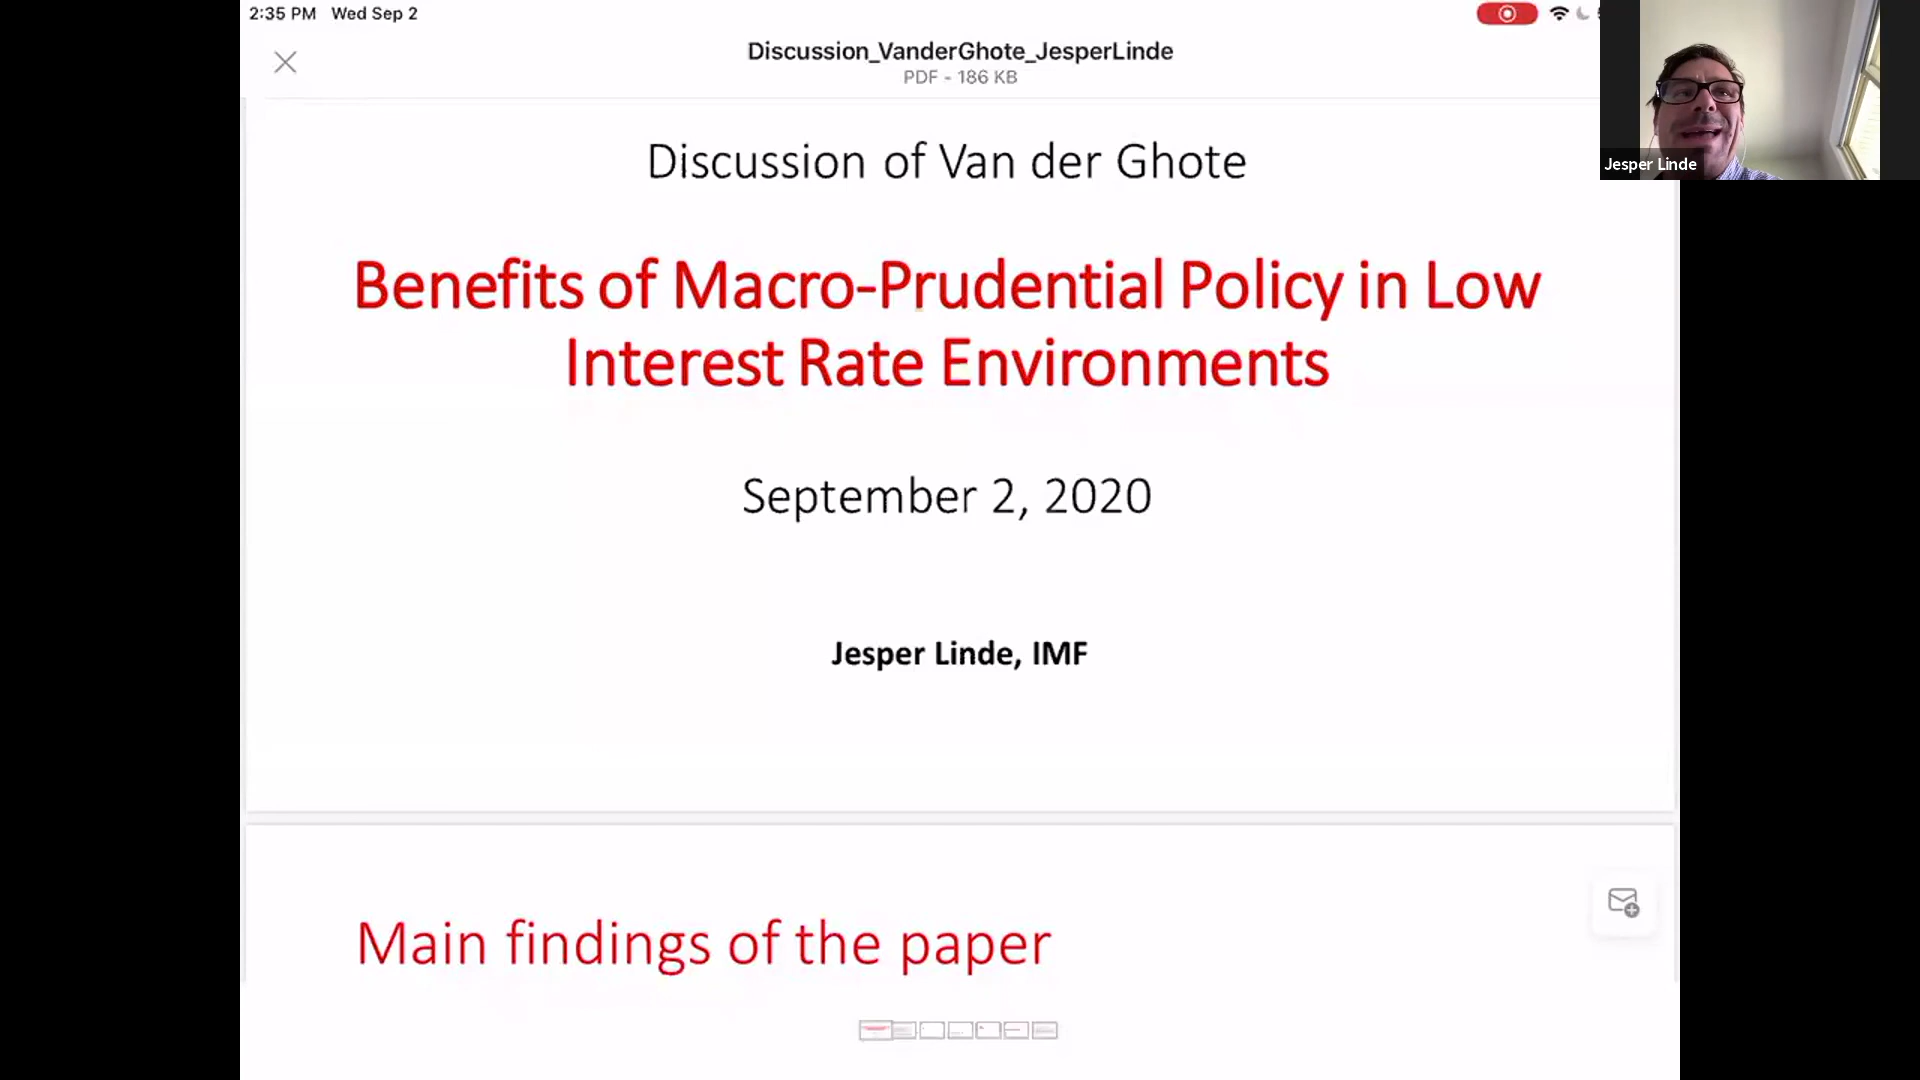 2:35 PM Wed Sep 2
Discussion_VanderGhote_JesperLinde
PDF - 186 KB
Jesper Linde
Discussion of Van der Ghote
Benefits of Macro-Prudential Policy in Low
Interest Rate Environments
September 2, 2020
Jesper Linde, IMF
Main findings of the paper